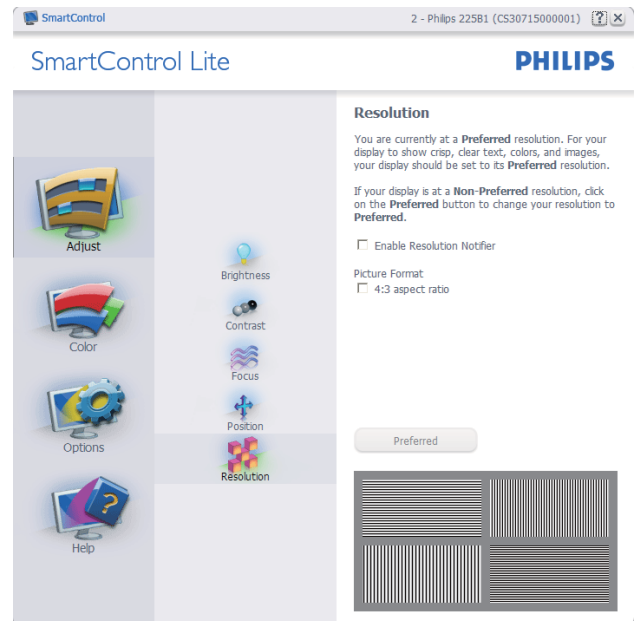 SmartControl
2 - Philips 225B1 (CS30715000001)
?
SmartControl Lite
PHILIPS
Adjust
Color
Options
Help
Brightness
Contrast
Focus
Position
Resolution
Resolution
You are currently at a Preferred resolution. For your
display to show crisp, clear text, colors, and images,
your display should be set to its Preferred resolution.
If your display is at a Non-Preferred resolution, click
on the Preferred button to change your resolution to
Preferred.
Enable Resolution Notifier
Picture Format
4:3 aspect ratio
Preferred